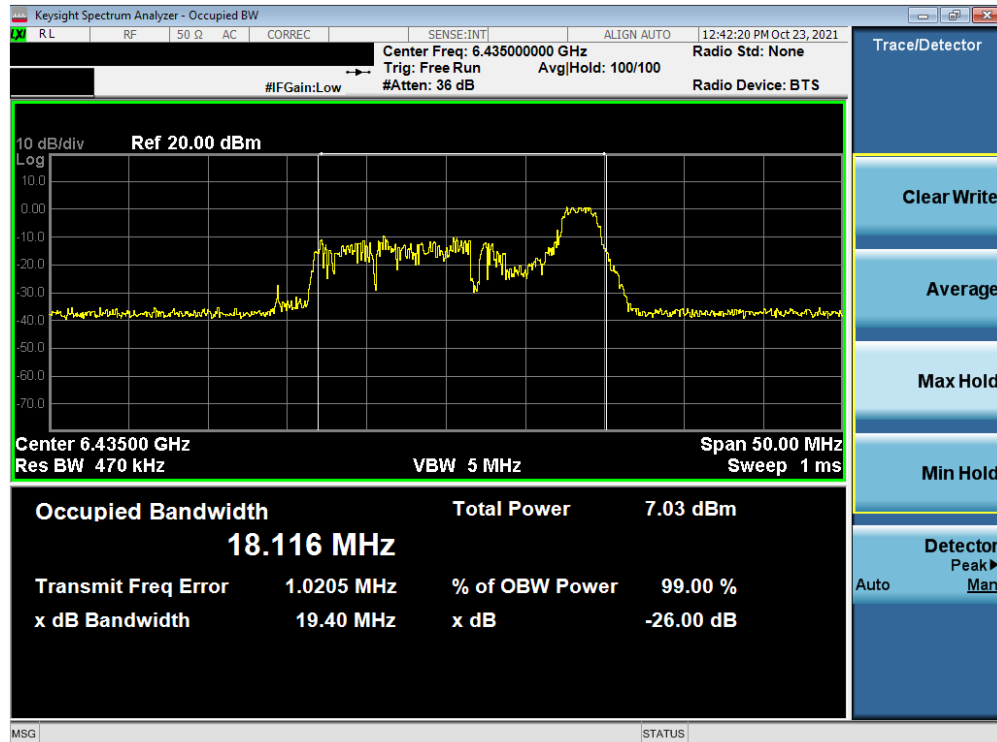 Keysight Spectrum Analyzer - Occupied BW
LXI RL RF 50 Ω AC CORREC SENSE:INT ALIGN AUTO 12:42:20 PM Oct 23, 2021
Center Freq: 6.435000000 GHz Radio Std: None
Trig: Free Run Avg|Hold: 100/100
#IFGain:Low #Atten: 36 dB Radio Device: BTS
Trace/Detector
10 dB/div Ref 20.00 dBm
Log
10.0
0.00
-10.0
-20.0
-30.0
-40.0
-50.0
-60.0
-70.0
Center 6.43500 GHz Span 50.00 MHz
Res BW 470 kHz VBW 5 MHz Sweep 1 ms
Clear Write
Average
Max Hold
Min Hold
Detector
Peak▶
Auto Man
Occupied Bandwidth Total Power 7.03 dBm
18.116 MHz
Transmit Freq Error 1.0205 MHz % of OBW Power 99.00 %
x dB Bandwidth 19.40 MHz x dB -26.00 dB
MSG STATUS